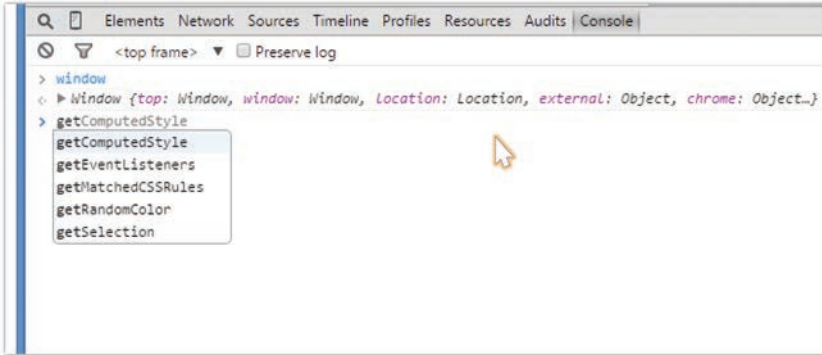 Elements Network Sources Timeline Profiles Resources Audits Console
<top frame> ▼ Preserve log
> window
<· ▶ Window {top: Window, window: Window, location: Location, external: Object, chrome: Object…}
> getComputedStyle
getComputedStyle
getEventListeners
getMatchedCSSRules
getRandomColor
getSelection